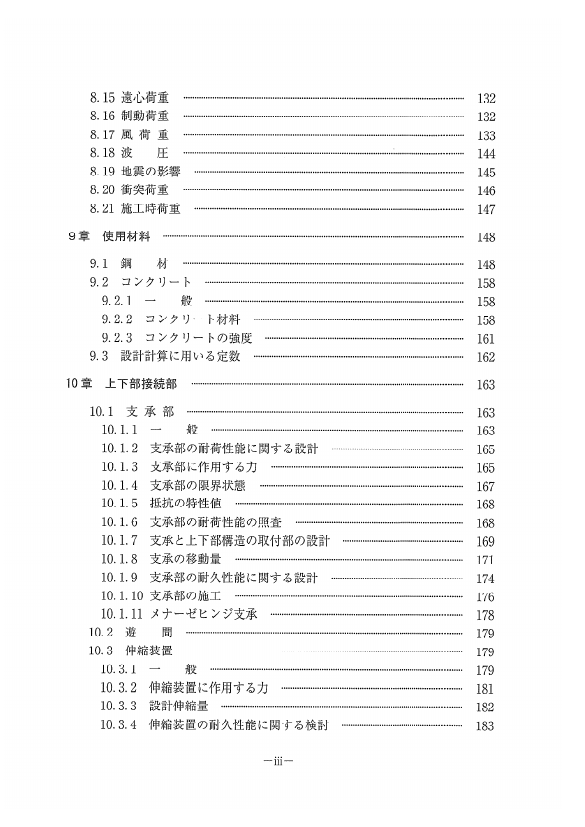 8.15 遠心荷重 132
8.16 制動荷重 132
8.17 風 荷 重 133
8.18 波 圧 144
8.19 地震の影響 145
8.20 衝突荷重 146
8.21 施工時荷重 147
9章 使用材料 148
9.1 鋼 材 148
9.2 コンクリート 158
9.2.1 一 般 158
9.2.2 コンクリート材料 158
9.2.3 コンクリートの強度 161
9.3 設計計算に用いる定数 162
10章 上下部接続部 163
10.1 支 承 部 163
10.1.1 一 般 163
10.1.2 支承部の耐荷性能に関する設計 165
10.1.3 支承部に作用する力 165
10.1.4 支承部の限界状態 167
10.1.5 抵抗の特性値 168
10.1.6 支承部の耐荷性能の照査 168
10.1.7 支承と上下部構造の取付部の設計 169
10.1.8 支承の移動量 171
10.1.9 支承部の耐久性能に関する設計 174
10.1.10 支承部の施工 176
10.1.11 メナーゼヒンジ支承 178
10.2 遊 間 179
10.3 伸縮装置 179
10.3.1 一 般 179
10.3.2 伸縮装置に作用する力 181
10.3.3 設計伸縮量 182
10.3.4 伸縮装置の耐久性能に関する検討 183
−iii−